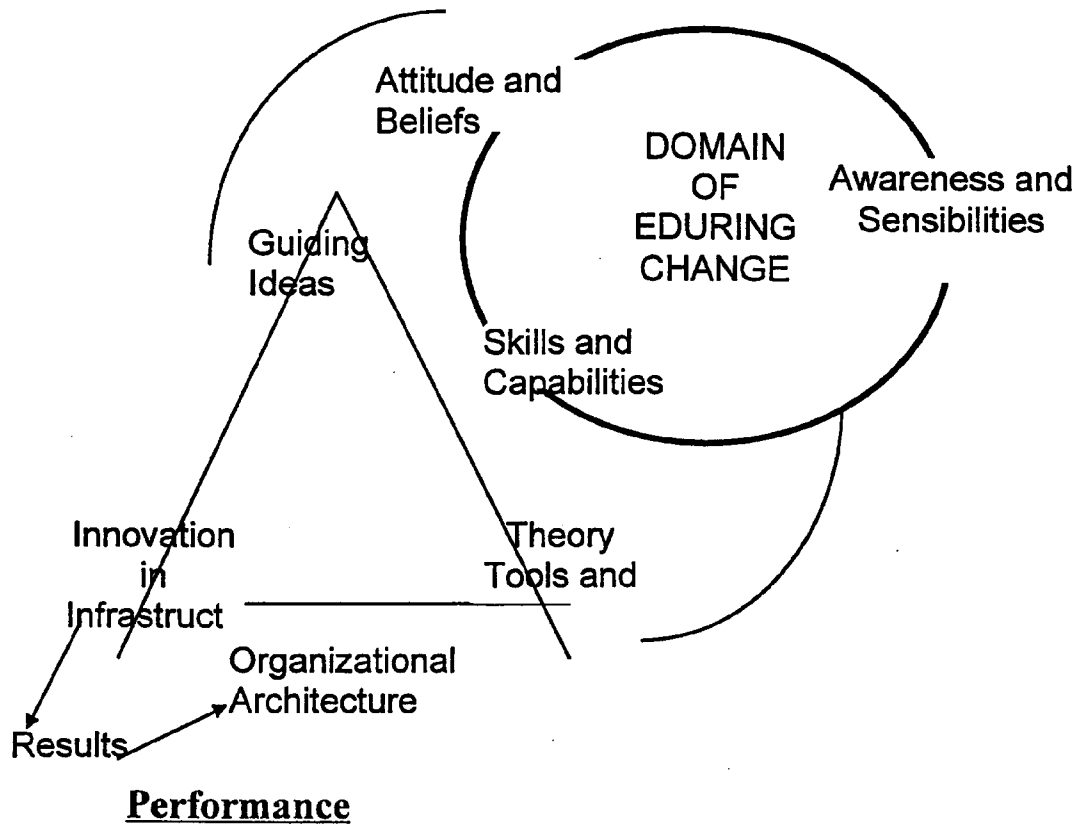 Attitude and
Beliefs
DOMAIN
OF
EDURING
CHANGE
Awareness and
Sensibilities
Guiding
Ideas
Skills and
Capabilities
Innovation
in
Infrastruct
Theory
Tools and
Organizational
Architecture
Results
Performance